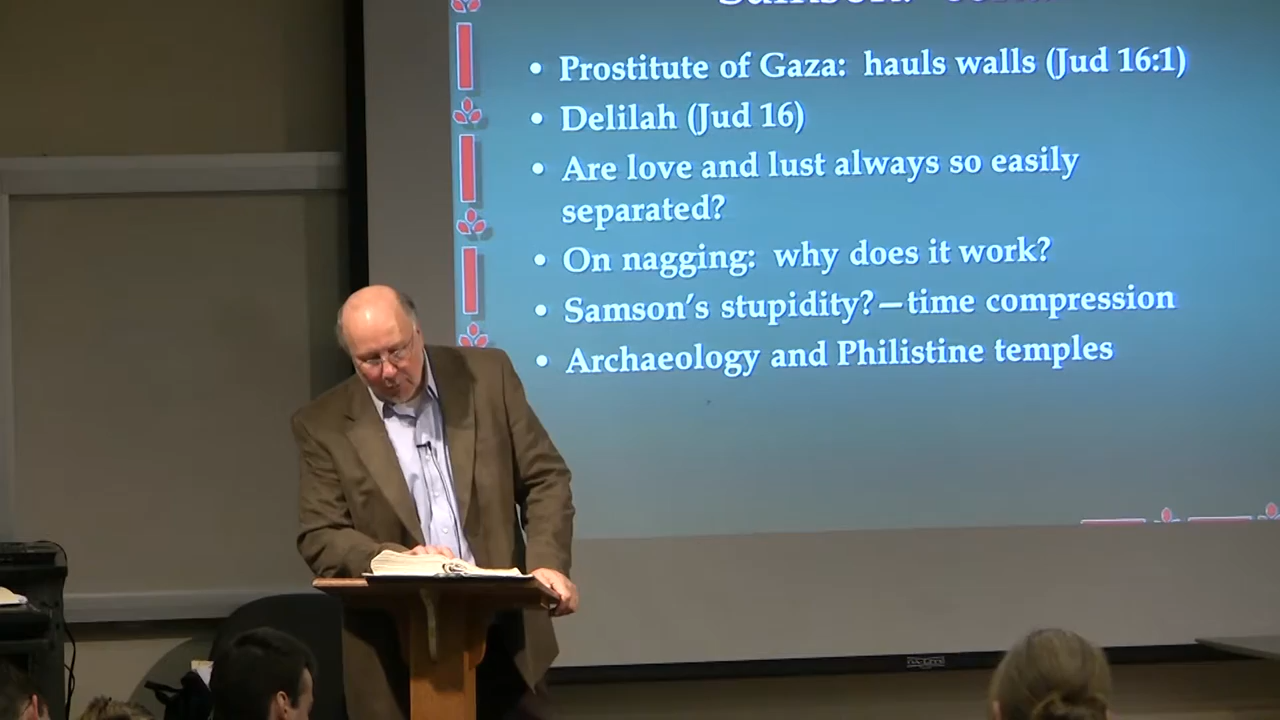 • Prostitute of Gaza: hauls walls (Jud 16:1)
• Delilah (Jud 16)
• Are love and lust always so easily
separated?
• On nagging: why does it work?
• Samson's stupidity?—time compression
• Archaeology and Philistine temples